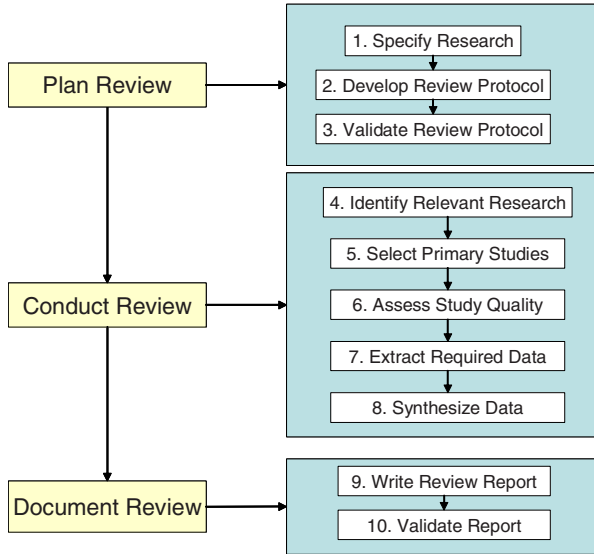 Plan Review
1. Specify Research
2. Develop Review Protocol
3. Validate Review Protocol
Conduct Review
4. Identify Relevant Research
5. Select Primary Studies
6. Assess Study Quality
7. Extract Required Data
8. Synthesize Data
Document Review
9. Write Review Report
10. Validate Report